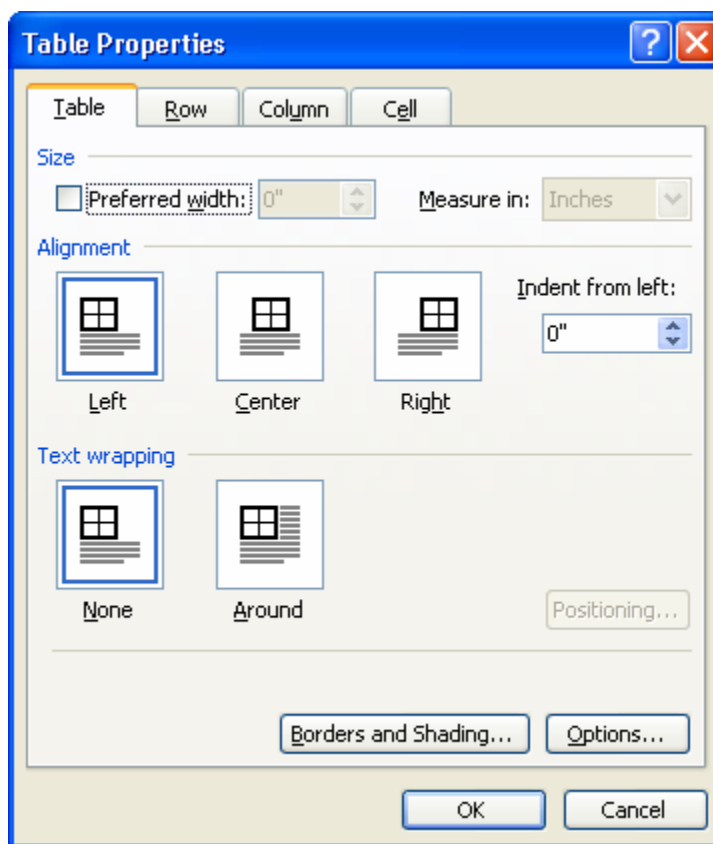 Table Properties ?
Table Row Column Cell
Size
Preferred width: 0" Measure in: Inches
Alignment
Indent from left:
0"
Left Center Right
Text wrapping
None Around
Positioning...
Borders and Shading... Options...
OK Cancel